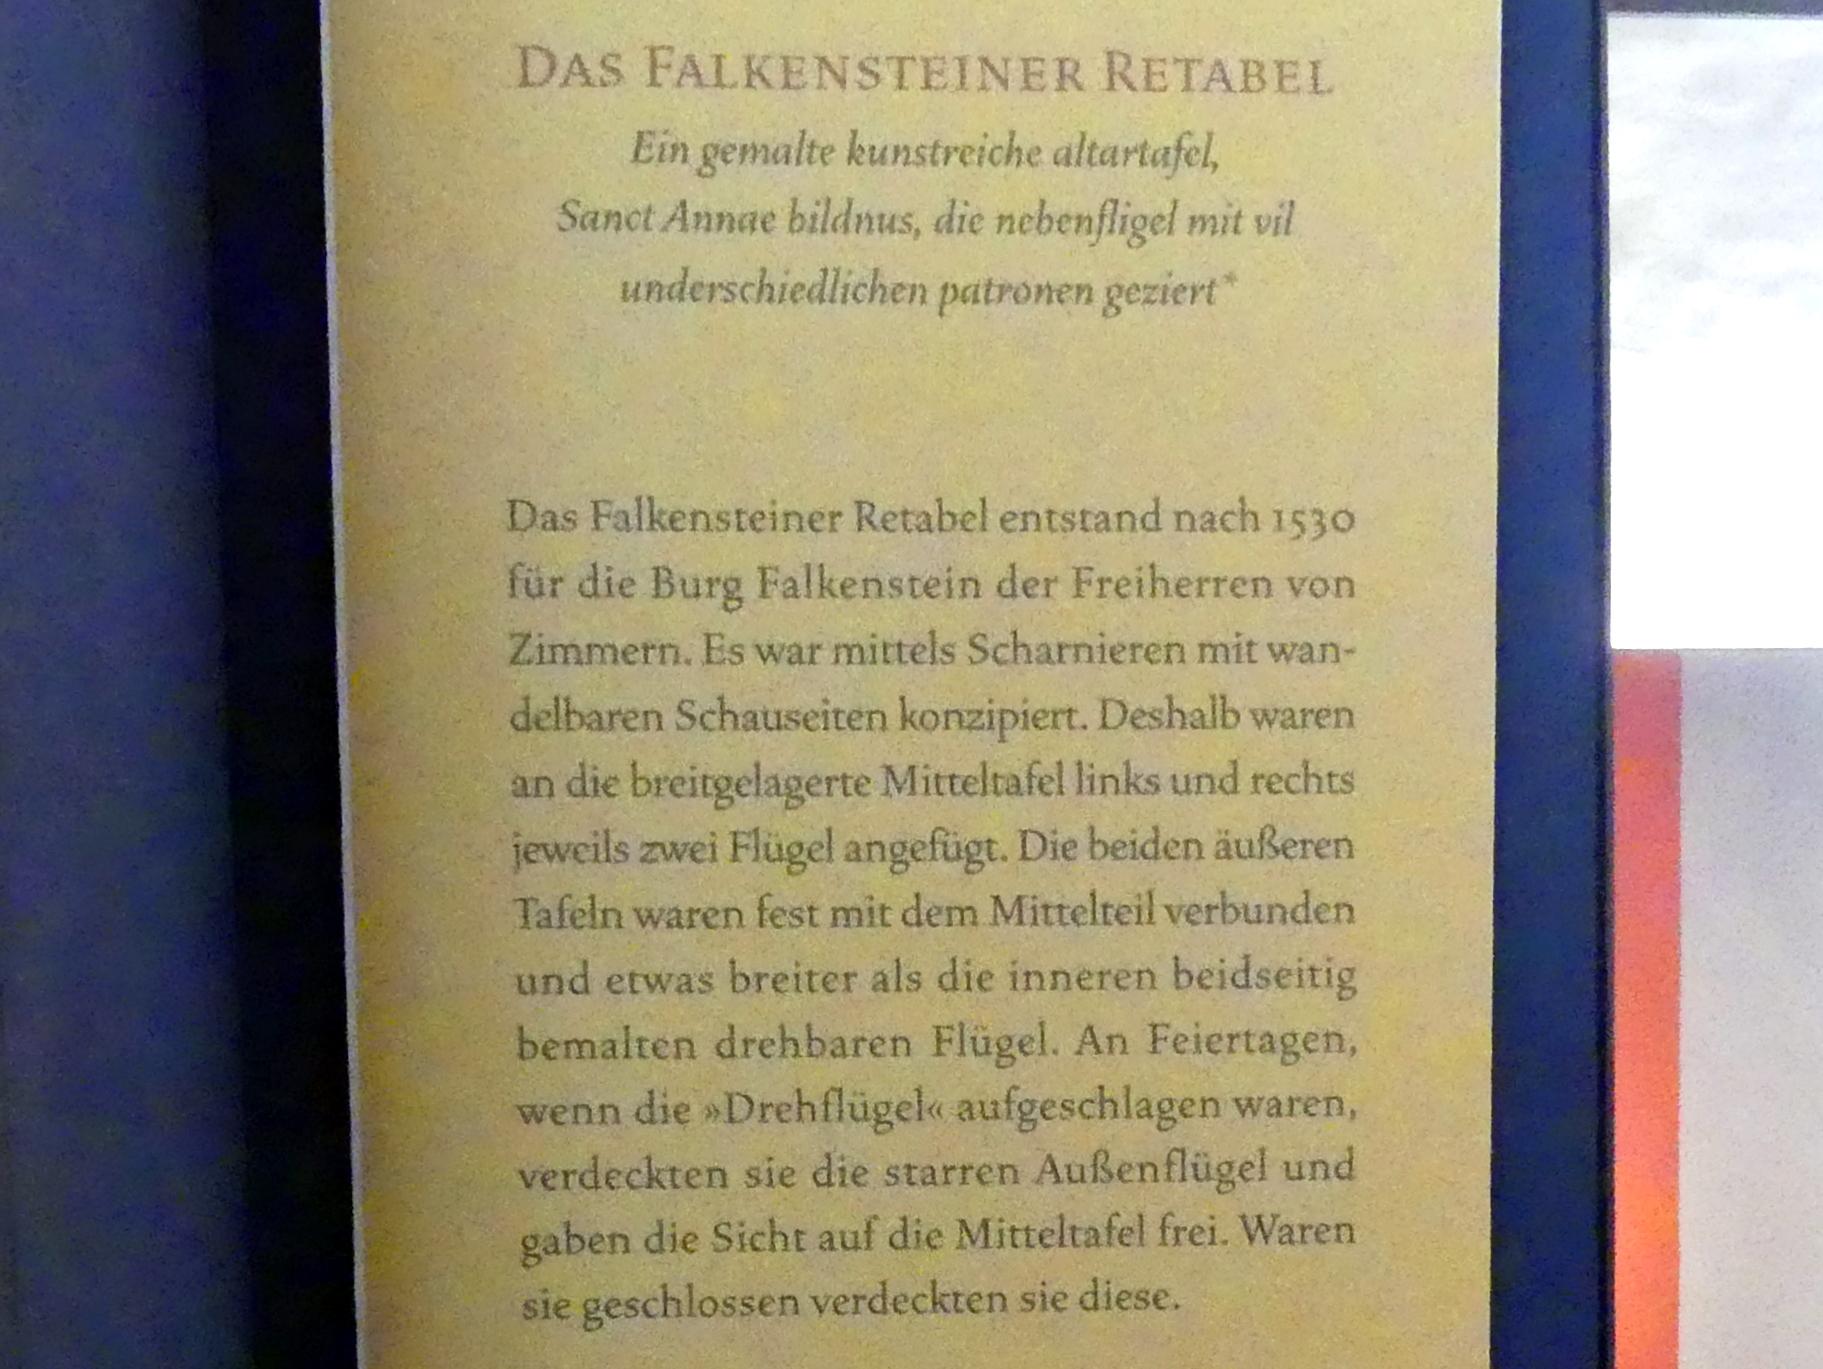 DAS FALKENSTEINER RETABEL
Ein gemalte kunstreiche altartafel,
Sanct Annae bildnus, die nebenfligel mit vil
underschiedlichen patronen geziert*
Das Falkensteiner Retabel entstand nach 1530
für die Burg Falkenstein der Freiherren von
Zimmern. Es war mittels Scharnieren mit wan-
delbaren Schauseiten konzipiert. Deshalb waren
an die breitgelagerte Mitteltafel links und rechts
jeweils zwei Flügel angefügt. Die beiden äußeren
Tafeln waren fest mit dem Mittelteil verbunden
und etwas breiter als die inneren beidseitig
bemalten drehbaren Flügel. An Feiertagen,
wenn die »Drehflügel« aufgeschlagen waren,
verdeckten sie die starren Außenflügel und
gaben die Sicht auf die Mitteltafel frei. Waren
sie geschlossen verdeckten sie diese.